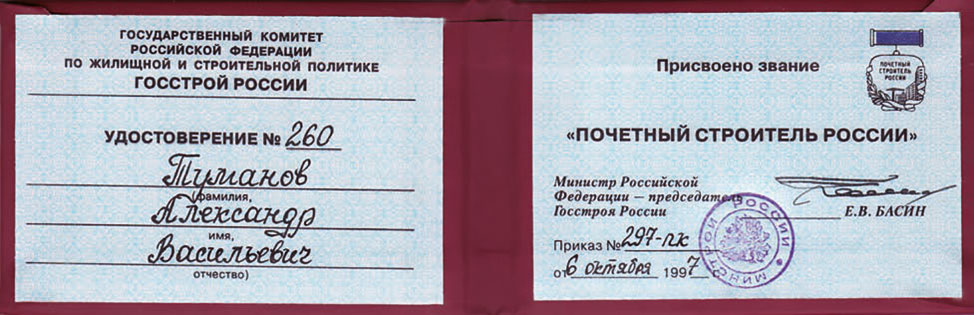 ГОСУДАРСТВЕННЫЙ КОМИТЕТ
РОССИЙСКОЙ ФЕДЕРАЦИИ
ПО ЖИЛИЩНОЙ И СТРОИТЕЛЬНОЙ ПОЛИТИКЕ
ГОССТРОЙ РОССИИ
УДОСТОВЕРЕНИЕ № 260
Туманов
(фамилия,
Александр
имя,
Васильевич
отчество)
Присвоено звание
ПОЧЕТНЫЙ
СТРОИТЕЛЬ
РОССИИ
«ПОЧЕТНЫЙ СТРОИТЕЛЬ РОССИИ»
Министр Российской
Федерации – председатель
Госстроя России
Е.В. БАСИН
Приказ № 297-пк
от 6 октября 1997
МИНСТРОЙ РОССИИ